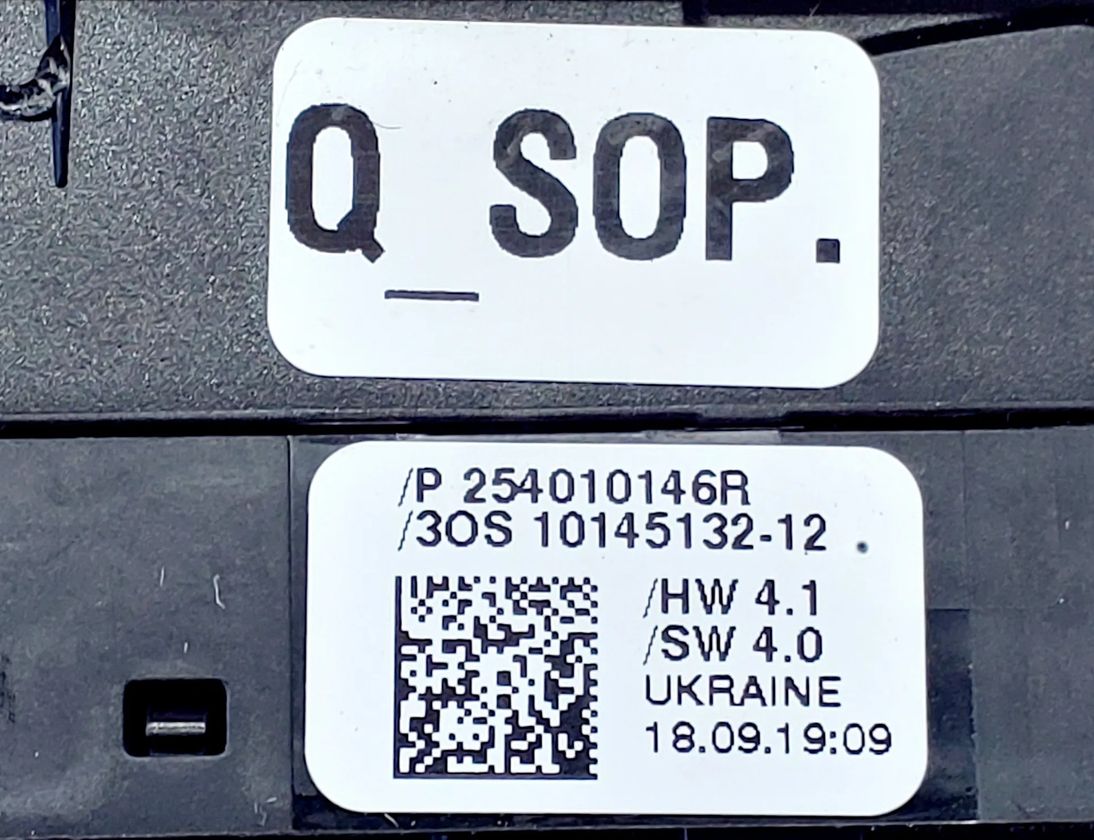 Q_SOP.
/P 254010146R
/3OS 10145132-12
/HW 4.1
/SW 4.0
UKRAINE
18.09.19:09